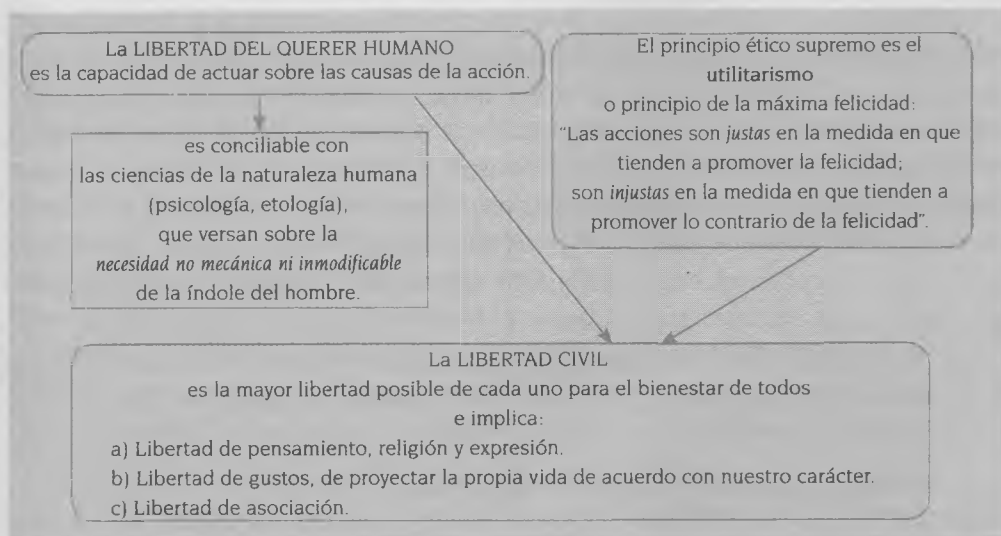 La LIBERTAD DEL QUERER HUMANO
es la capacidad de actuar sobre las causas de la acción.
es conciliable con
las ciencias de la naturaleza humana
(psicología, etología),
que versan sobre la
necesidad no mecánica ni inmodificable
de la índole del hombre.
El principio ético supremo es el
utilitarismo
o principio de la máxima felicidad:
“Las acciones son justas en la medida en que
tienden a promover la felicidad;
son injustas en la medida en que tienden a
promover lo contrario de la felicidad”.
La LIBERTAD CIVIL
es la mayor libertad posible de cada uno para el bienestar de todos
e implica:
a) Libertad de pensamiento, religión y expresión.
b) Libertad de gustos, de proyectar la propia vida de acuerdo con nuestro carácter.
c) Libertad de asociación.